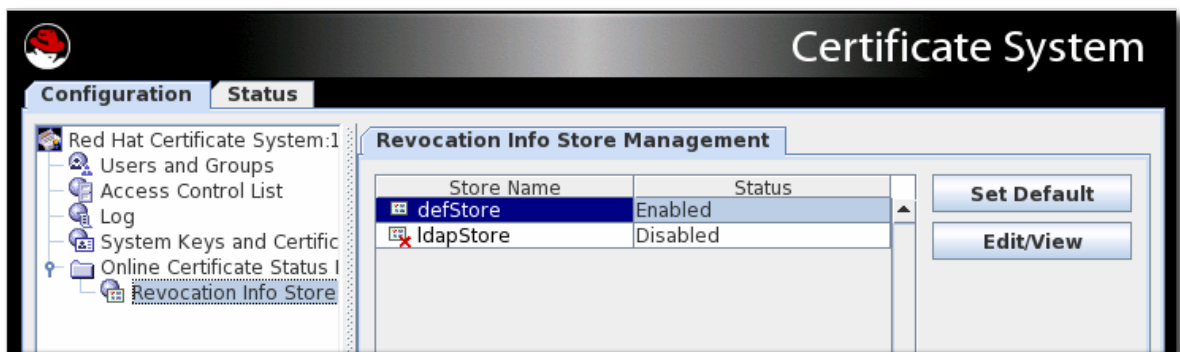 Certificate System
Configuration Status
Red Hat Certificate System:1
Users and Groups
Access Control List
Log
System Keys and Certific
Online Certificate Status
Revocation Info Store
Revocation Info Store Management
Store Name Status
defStore Enabled
ldapStore Disabled
Set Default
Edit/View